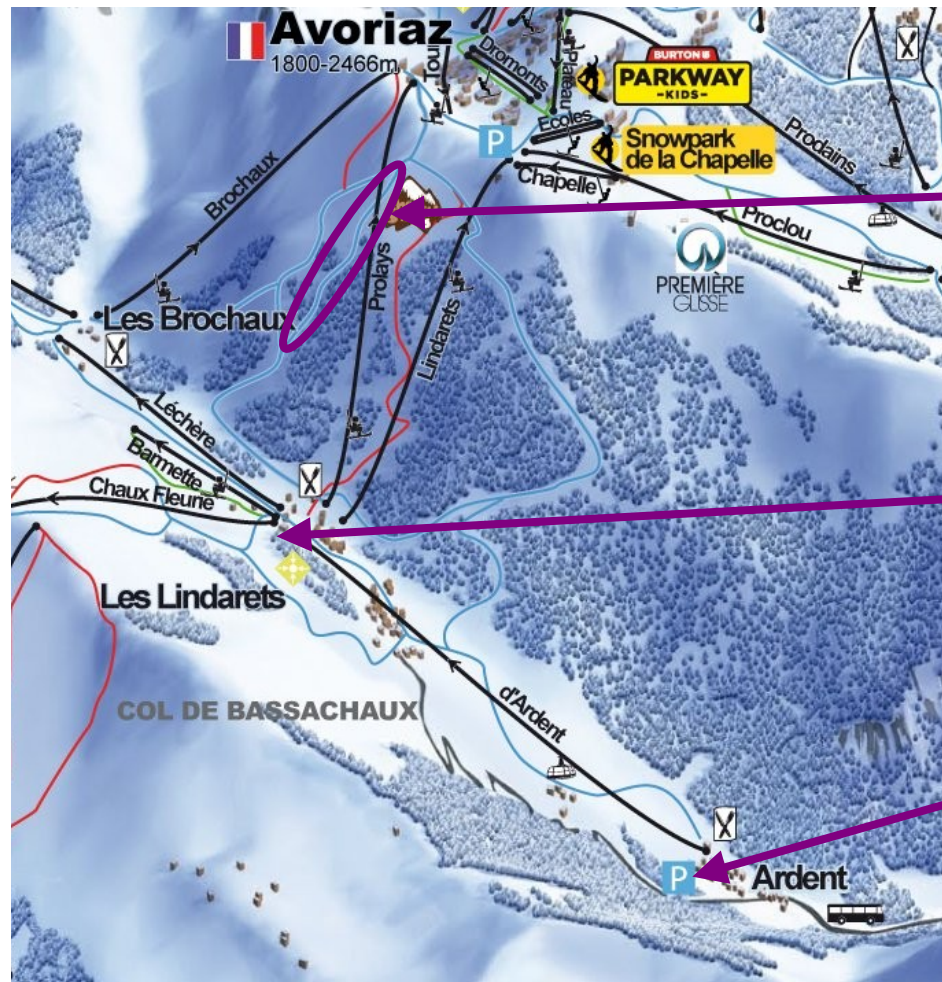 Avoriaz
1800-2466m
Tour
Dromonts
Plateau
BURTON
PARKWAY
-KIDS-
Ecoles
P
Snowpark
de la Chapelle
Prodains
Chapelle
Proclou
Brochaux
PREMIÈRE
GLISSE
Prolays
Lindarets
Les Brochaux
Léchère
Barmette
Chaux Fleurie
Les Lindarets
d'Ardent
COL DE BASSACHAUX
P
Ardent